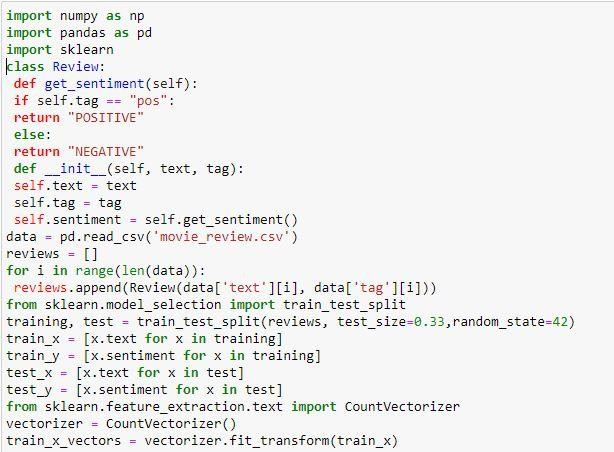 import numpy as np
import pandas as pd
import sklearn
class Review:
 def get_sentiment(self):
 if self.tag == "pos":
 return "POSITIVE"
 else:
 return "NEGATIVE"
 def __init__(self, text, tag):
 self.text = text
 self.tag = tag
 self.sentiment = self.get_sentiment()
data = pd.read_csv('movie_review.csv')
reviews = []
for i in range(len(data)):
 reviews.append(Review(data['text'][i], data['tag'][i]))
from sklearn.model_selection import train_test_split
training, test = train_test_split(reviews, test_size=0.33,random_state=42)
train_x = [x.text for x in training]
train_y = [x.sentiment for x in training]
test_x = [x.text for x in test]
test_y = [x.sentiment for x in test]
from sklearn.feature_extraction.text import CountVectorizer
vectorizer = CountVectorizer()
train_x_vectors = vectorizer.fit_transform(train_x)